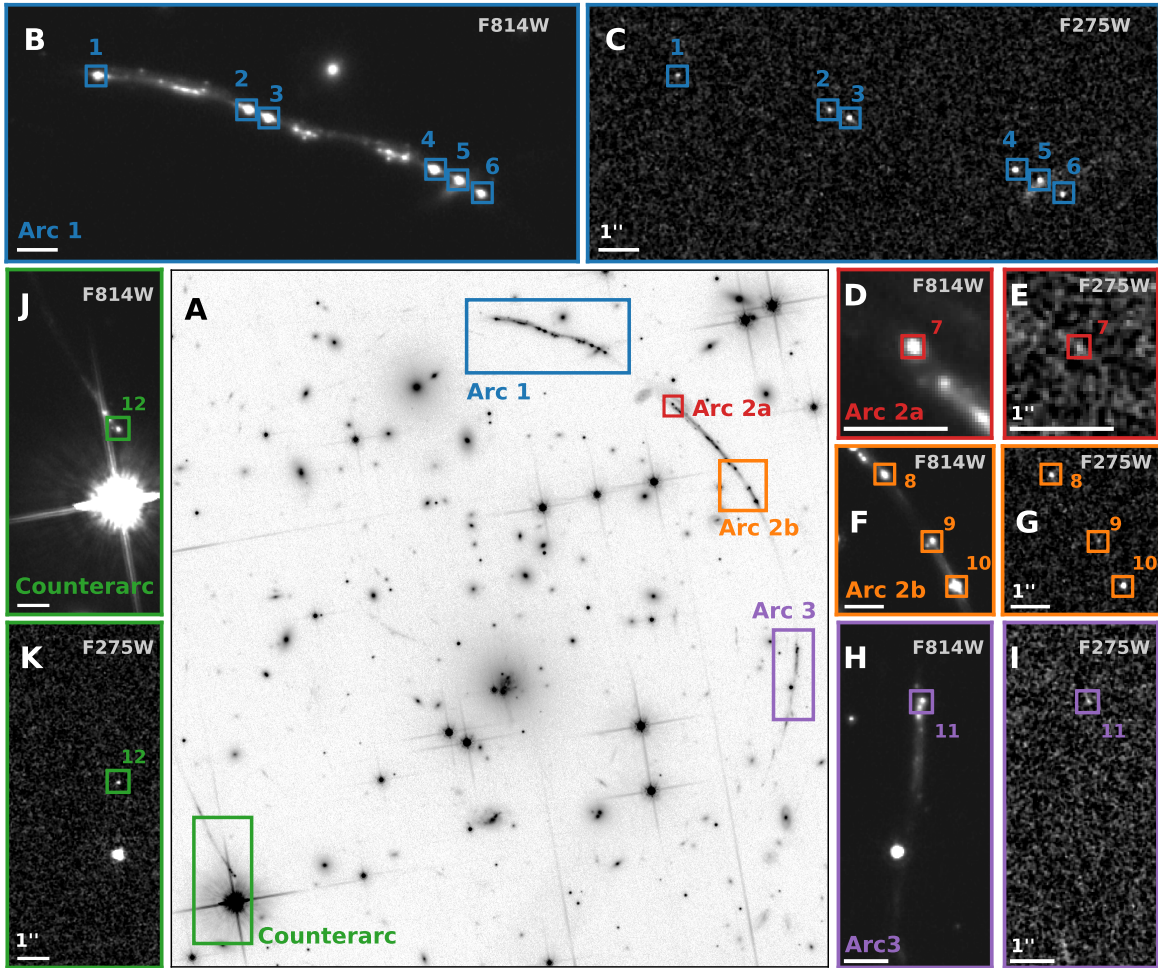 B
F814W
1
2
3
4
5
6
Arc 1
C
F275W
1
2
3
4
5
6
1''
J
F814W
12
Counterarc
A
Arc 1
Arc 2a
Arc 2b
Arc 3
Counterarc
D
F814W
7
Arc 2a
E
F275W
7
1''
F814W
8
F
9
10
Arc 2b
F275W
8
G
9
10
1''
K
F275W
12
1''
H
F814W
11
Arc3
I
F275W
11
1''